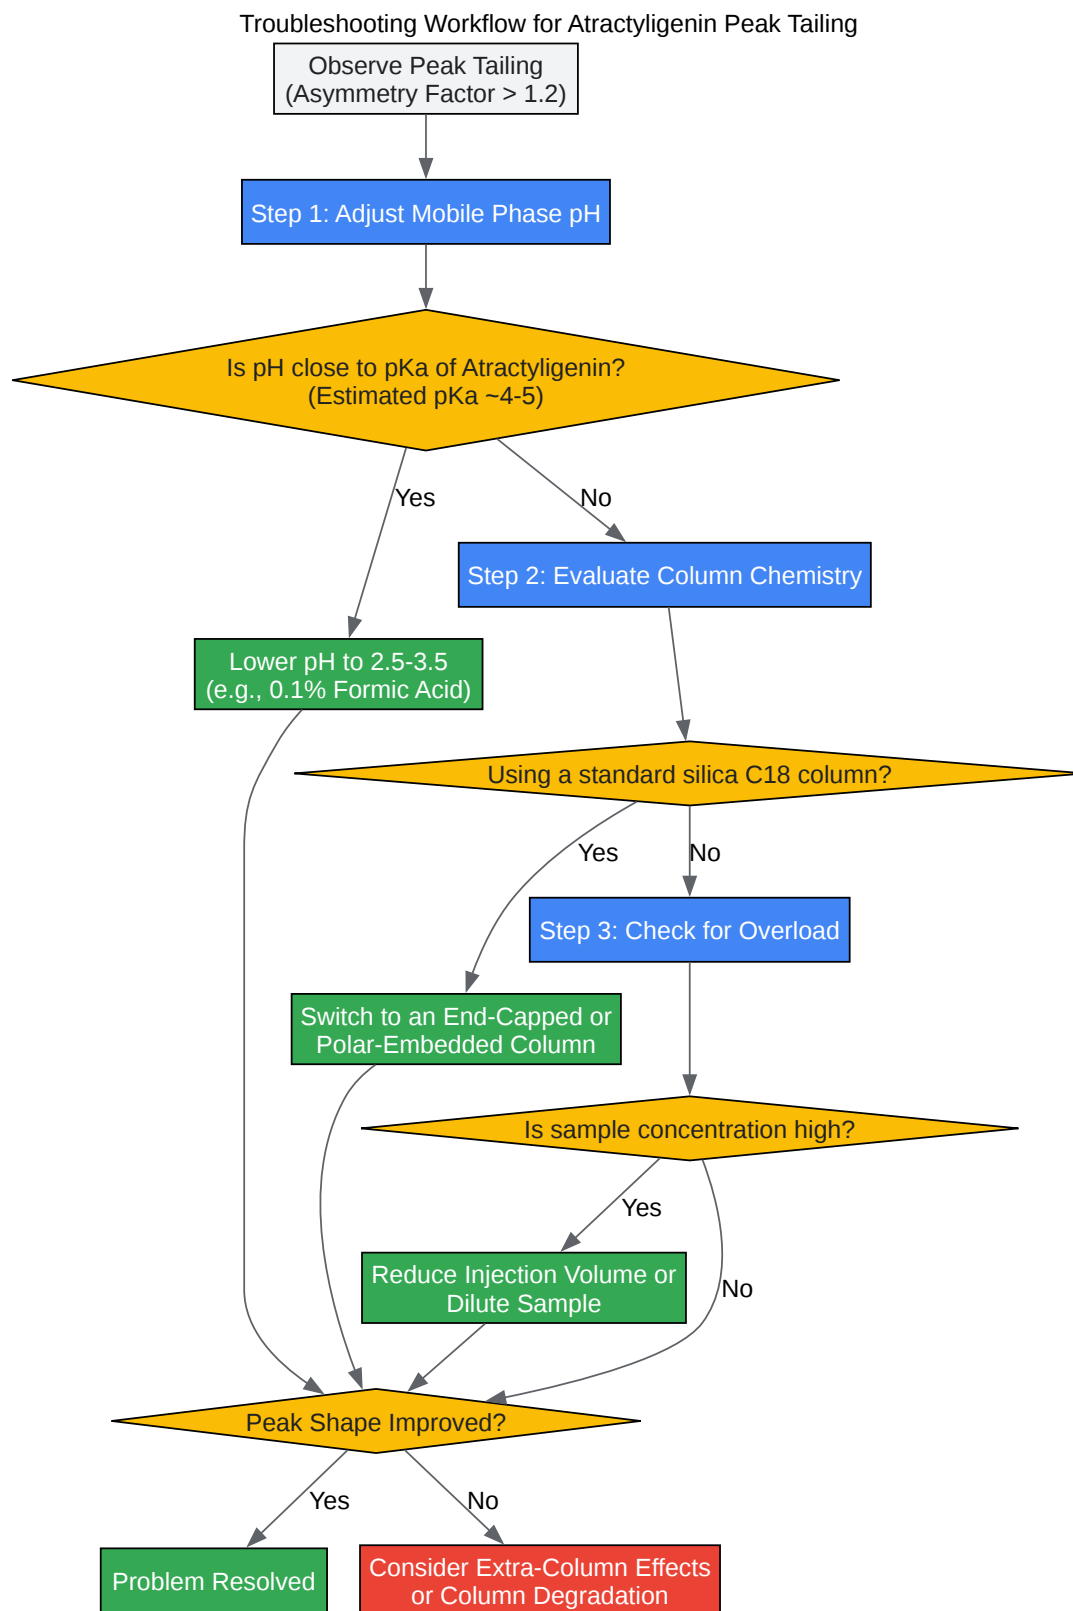 Troubleshooting Workflow for Atractyligenin Peak Tailing
Observe Peak Tailing
(Asymmetry Factor > 1.2)
Step 1: Adjust Mobile Phase pH
Is pH close to pKa of Atractyligenin?
(Estimated pKa ~4-5)
Yes
No
Step 2: Evaluate Column Chemistry
Lower pH to 2.5-3.5
(e.g., 0.1% Formic Acid)
Using a standard silica C18 column?
Yes
No
Step 3: Check for Overload
Switch to an End-Capped or
Polar-Embedded Column
Is sample concentration high?
Yes
Reduce Injection Volume or
Dilute Sample
No
Peak Shape Improved?
Yes
No
Problem Resolved
Consider Extra-Column Effects
or Column Degradation